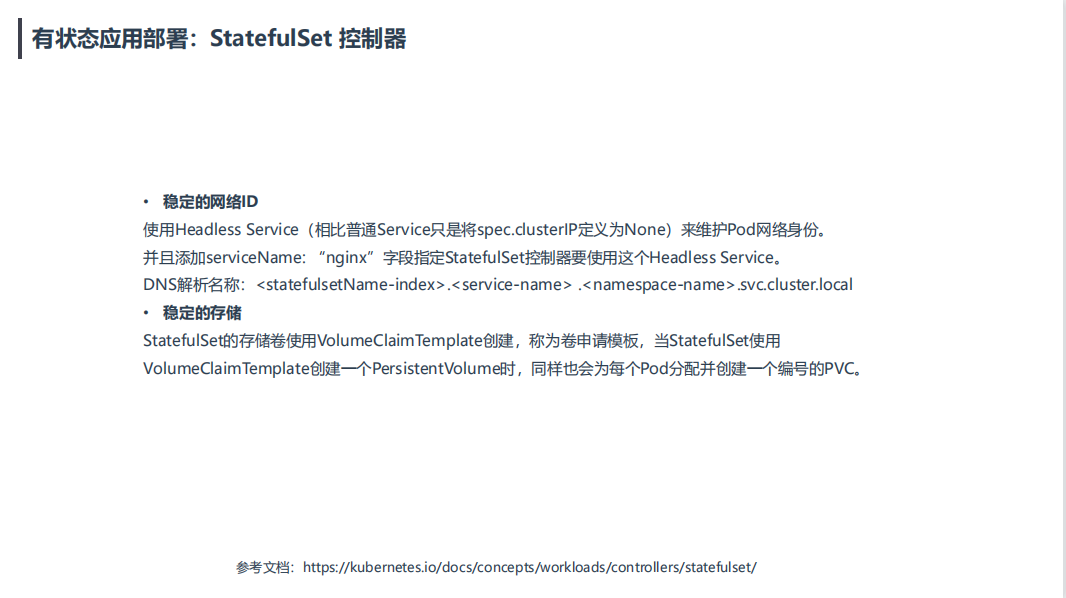 有状态应用部署：StatefulSet 控制器
• 稳定的网络ID
使用Headless Service（相比普通Service只是将spec.clusterIP定义为None）来维护Pod网络身份。
并且添加serviceName:“nginx”字段指定StatefulSet控制器要使用这个Headless Service。
DNS解析名称：<statefulsetName-index>.<service-name> .<namespace-name>.svc.cluster.local
• 稳定的存储
StatefulSet的存储卷使用VolumeClaimTemplate创建，称为卷申请模板，当StatefulSet使用
VolumeClaimTemplate创建一个PersistentVolume时，同样也会为每个Pod分配并创建一个编号的PVC。
参考文档：https://kubernetes.io/docs/concepts/workloads/controllers/statefulset/